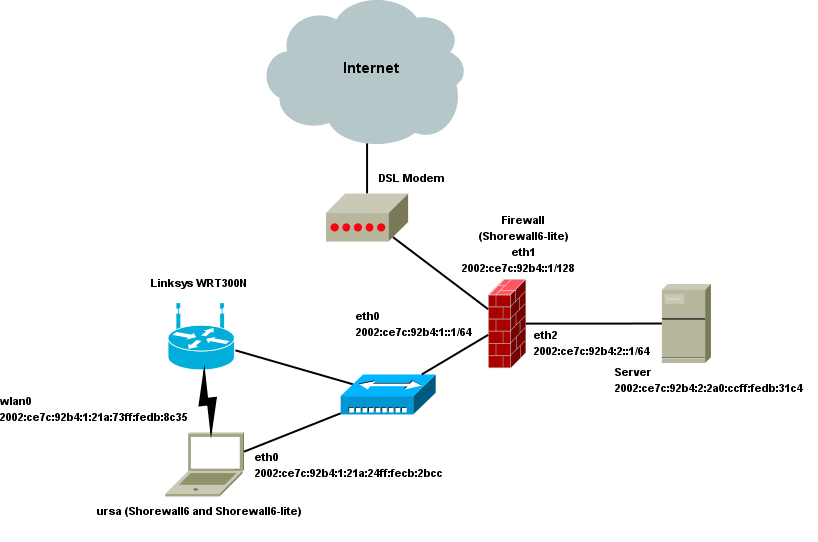 Internet
DSL Modem
Firewall
(Shorewall6-lite)
eth1
2002:ce7c:92b4::1/128
Linksys WRT300N
eth0
2002:ce7c:92b4:1::1/64
eth2
2002:ce7c:92b4:2::1/64
Server
2002:ce7c:92b4:2:2a0:ccff:fedb:31c4
wlan0
2002:ce7c:92b4:1:21a:73ff:fedb:8c35
eth0
2002:ce7c:92b4:1:21a:24ff:fecb:2bcc
ursa (Shorewall6 and Shorewall6-lite)